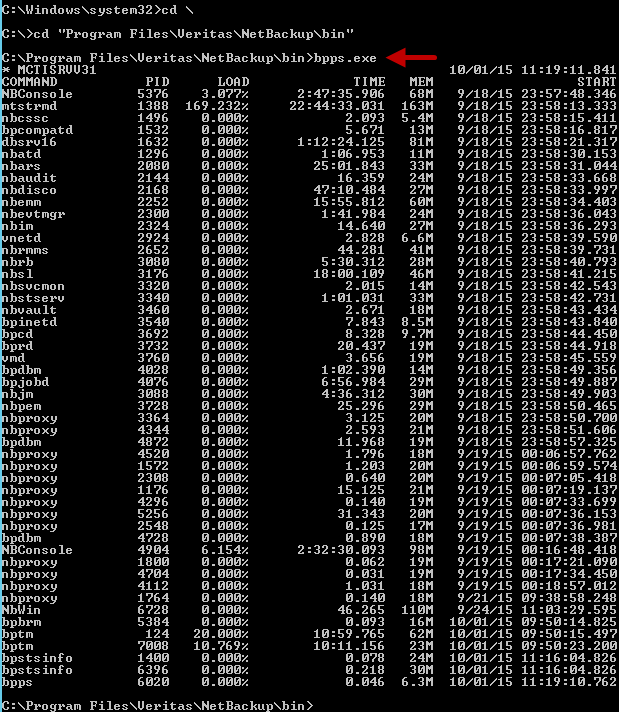 C:\Windows\system32>cd \
C:\>cd "Program Files\Veritas\NetBackup\bin"
C:\Program Files\Veritas\NetBackup\bin>bpps.exe
* MCTISRVV31 10/01/15 11:19:11.841
COMMAND PID LOAD TIME MEM START
NBConsole 5376 3.077% 2:47:35.906 68M 9/18/15 23:57:48.346
mtstrmd 1388 169.232% 22:44:33.031 163M 9/18/15 23:58:13.333
nbcssc 1496 0.000% 2.093 5.4M 9/18/15 23:58:15.411
bpcompatd 1532 0.000% 5.671 13M 9/18/15 23:58:16.817
dbsrv16 1632 0.000% 1:12:24.125 81M 9/18/15 23:58:21.317
nbatd 1296 0.000% 1:06.953 11M 9/18/15 23:58:30.153
nbars 2080 0.000% 25:01.843 33M 9/18/15 23:58:31.044
nbaudit 2144 0.000% 16.359 24M 9/18/15 23:58:33.668
nbdisco 2168 0.000% 47:10.484 27M 9/18/15 23:58:33.997
nbemm 2252 0.000% 15:55.812 60M 9/18/15 23:58:34.403
nbevtmgr 2300 0.000% 1:41.984 24M 9/18/15 23:58:36.043
nbim 2324 0.000% 14.640 27M 9/18/15 23:58:36.293
vnetd 2924 0.000% 2.828 6.6M 9/18/15 23:58:39.590
nbrmms 2652 0.000% 44.281 41M 9/18/15 23:58:39.731
nbrb 3080 0.000% 5:30.312 28M 9/18/15 23:58:40.793
nbsl 3176 0.000% 18:00.109 46M 9/18/15 23:58:41.215
nbsvcmon 3320 0.000% 2.015 14M 9/18/15 23:58:42.543
nbstserv 3340 0.000% 1:01.031 33M 9/18/15 23:58:42.731
nbvault 3460 0.000% 2.671 18M 9/18/15 23:58:43.434
bpinetd 3540 0.000% 7.843 8.5M 9/18/15 23:58:43.840
bpcd 3692 0.000% 8.328 9.7M 9/18/15 23:58:44.450
bprd 3732 0.000% 20.437 19M 9/18/15 23:58:44.918
vmd 3760 0.000% 3.656 19M 9/18/15 23:58:45.559
bpdbm 4028 0.000% 1:02.390 14M 9/18/15 23:58:49.356
bpjobd 4076 0.000% 6:56.984 29M 9/18/15 23:58:49.887
nbjm 3088 0.000% 4:36.312 30M 9/18/15 23:58:49.903
nbpem 3728 0.000% 25.296 29M 9/18/15 23:58:50.465
nbproxy 3364 0.000% 3.125 20M 9/18/15 23:58:50.700
nbproxy 4344 0.000% 2.593 21M 9/18/15 23:58:51.606
bpdbm 4872 0.000% 11.968 19M 9/18/15 23:58:57.325
nbproxy 4520 0.000% 1.796 18M 9/19/15 00:06:57.762
nbproxy 1572 0.000% 1.203 20M 9/19/15 00:06:59.574
nbproxy 2308 0.000% 0.640 20M 9/19/15 00:07:05.418
nbproxy 1176 0.000% 15.125 21M 9/19/15 00:07:19.137
nbproxy 4296 0.000% 0.140 19M 9/19/15 00:07:33.699
nbproxy 5256 0.000% 31.343 20M 9/19/15 00:07:36.153
nbproxy 2548 0.000% 0.125 17M 9/19/15 00:07:36.981
bpdbm 4728 0.000% 0.890 18M 9/19/15 00:07:38.387
NBConsole 4904 6.154% 2:32:30.093 98M 9/19/15 00:16:48.418
nbproxy 1800 0.000% 0.062 19M 9/19/15 00:17:21.090
nbproxy 4704 0.000% 0.031 19M 9/19/15 00:17:34.450
nbproxy 4112 0.000% 1.031 18M 9/19/15 00:18:57.012
nbproxy 1764 0.000% 0.140 18M 9/21/15 09:38:58.248
NbWin 6728 0.000% 46.265 110M 9/24/15 11:03:29.595
bpbrm 5384 0.000% 0.093 16M 10/01/15 09:50:14.825
bptm 124 20.000% 10:59.765 62M 10/01/15 09:50:15.497
bptm 7008 10.769% 10:11.156 23M 10/01/15 09:50:23.200
bpstsinfo 1400 0.000% 0.078 24M 10/01/15 11:16:04.826
bpstsinfo 6396 0.000% 0.218 30M 10/01/15 11:16:04.826
bpps 6020 0.000% 0.046 6.3M 10/01/15 11:19:10.762
C:\Program Files\Veritas\NetBackup\bin>